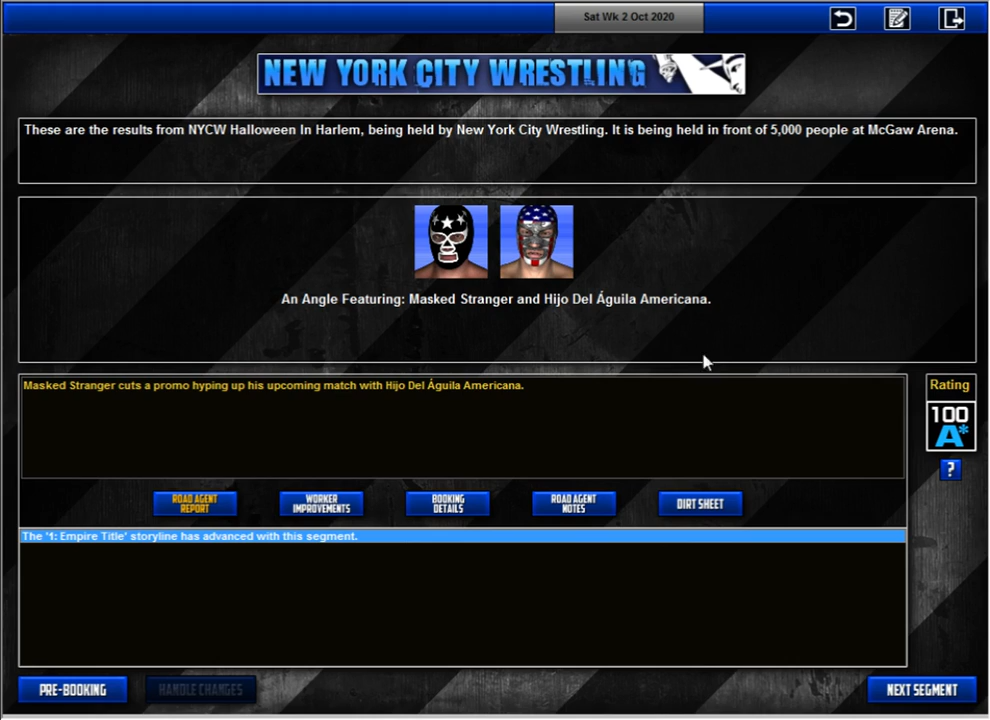 Sat Wk 2 Oct 2020
NEW YORK CITY WRESTLING
These are the results from NYCW Halloween In Harlem, being held by New York City Wrestling. It is being held in front of 5,000 people at McGaw Arena.
An Angle Featuring: Masked Stranger and Hijo Del Águila Americana.
Masked Stranger cuts a promo hyping up his upcoming match with Hijo Del Águila Americana.
Rating
100
A*
?
ROAD AGENT
REPORT
WORKER
IMPROVEMENTS
BOOKING
DETAILS
ROAD AGENT
NOTES
DIRT SHEET
The '1: Empire Title' storyline has advanced with this segment.
PRE-BOOKING
HANDLE CHANGES
NEXT SEGMENT